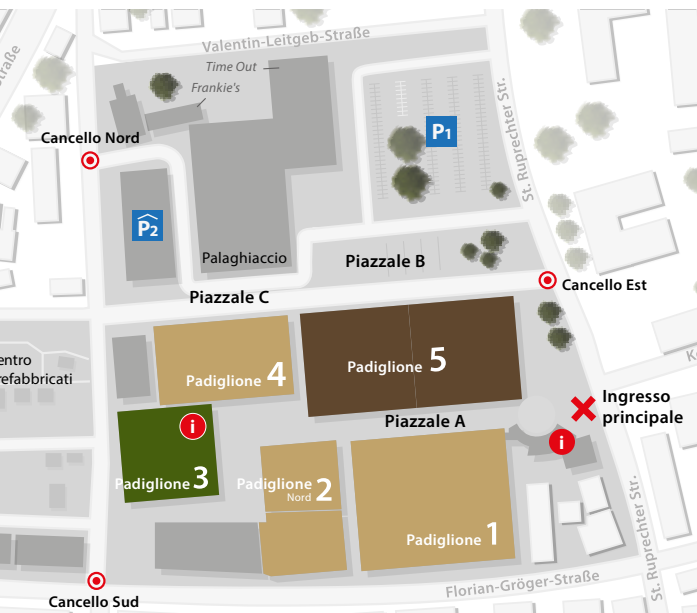 Valentin-Leitgeb-Straße
Time Out
Frankie's
St. Ruprechter Str.
Cancello Nord
P1
P2
Palaghiaccio
Piazzale B
Cancello Est
Piazzale C
Padiglione 5
Padiglione 4
Ingresso
principale
Piazzale A
i
i
Padiglione 3
Padiglione 2
Nord
Padiglione 1
St. Ruprechter Str.
Florian-Gröger-Straße
Cancello Sud